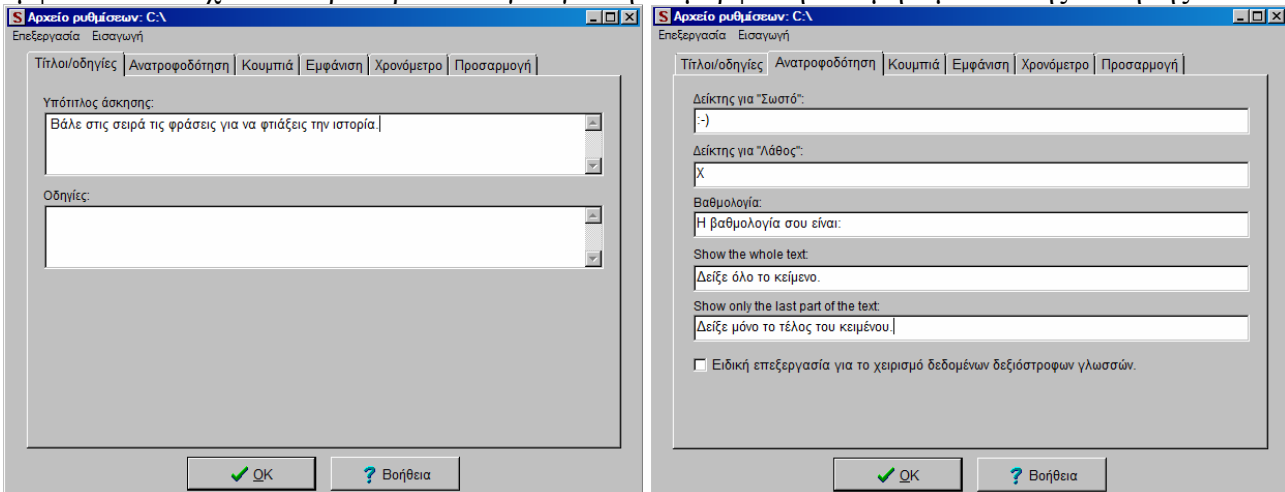 Αρχείο ρυθμίσεων: C:\
Επεξεργασία Εισαγωγή
Τίτλοι/οδηγίες Ανατροφοδότηση Κουμπιά Εμφάνιση Χρονόμετρο Προσαρμογή
Υπότιτλος άσκησης:
Βάλε στις σειρά τις φράσεις για να φτιάξεις την ιστορία.
Οδηγίες:
OK Βοήθεια
Αρχείο ρυθμίσεων: C:\
Επεξεργασία Εισαγωγή
Τίτλοι/οδηγίες Ανατροφοδότηση Κουμπιά Εμφάνιση Χρονόμετρο Προσαρμογή
Δείκτης για "Σωστό":
:-)
Δείκτης για "Λάθος":
X
Βαθμολογία:
Η βαθμολογία σου είναι:
Show the whole text:
Δείξε όλο το κείμενο.
Show only the last part of the text:
Δείξε μόνο το τέλος του κειμένου.
Ειδική επεξεργασία για το χειρισμό δεδομένων δεξιόστροφων γλωσσών.
OK Βοήθεια